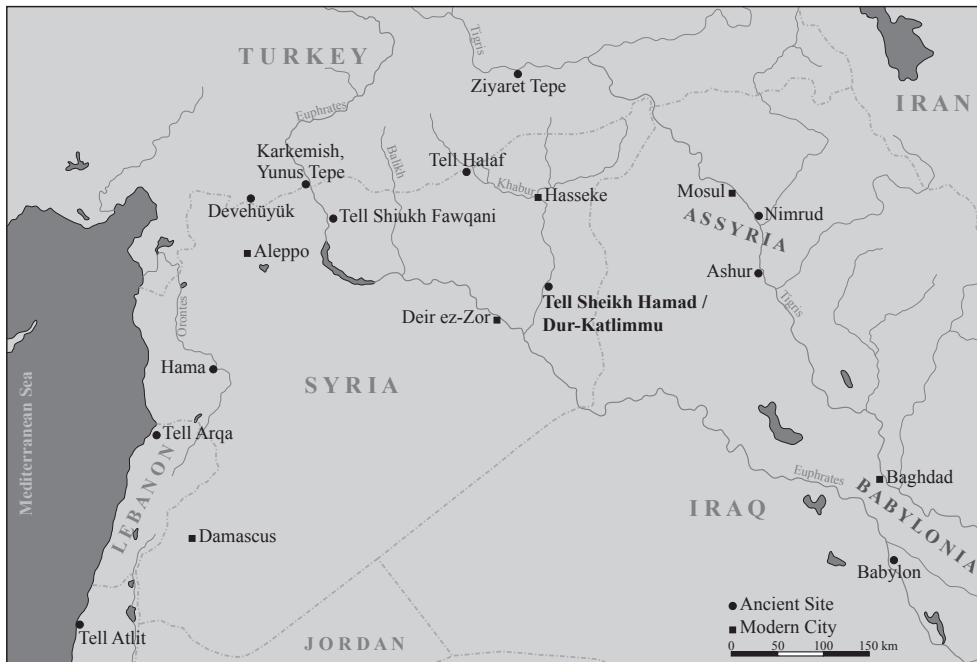 TURKEY
Tigris
Ziyaret Tepe
IRAN
Euphrates
Karkemish,
Yunus Tepe
Balikh
Tell Halaf
Khabur
Hasseke
Mosul
Devehüyük
Tell Shiukh Fawqani
Nimrud
ASSYRIA
Aleppo
Ashur
Orontes
Tell Sheikh Hamad /
Dur-Katlimmu
Tigris
Deir ez-Zor
Hama
SYRIA
Mediterranean Sea
Tell Arqa
LEBANON
Euphrates
Baghdad
BABYLONIA
IRAQ
Damascus
Babylon
Tell Atlit
JORDAN
Ancient Site
Modern City
0 50 100 150 km